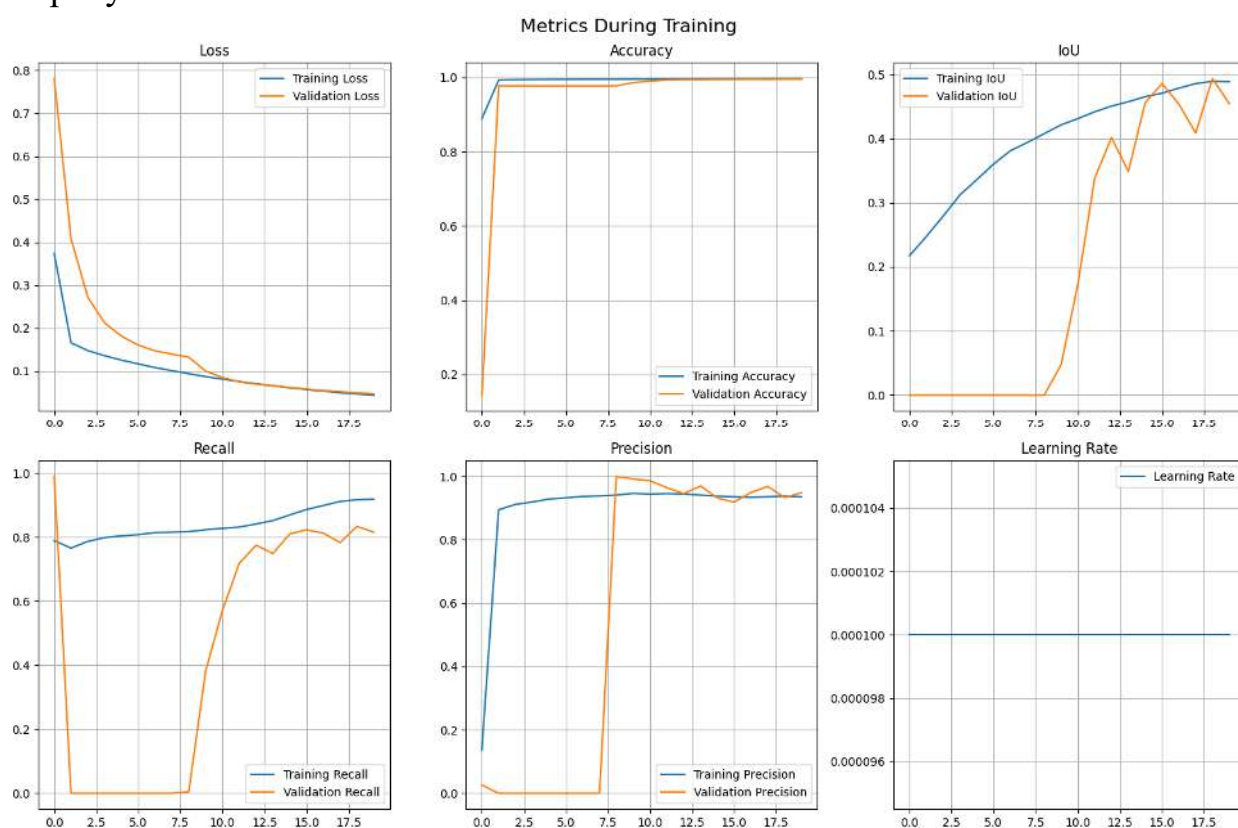 Metrics During Training
Loss
Accuracy
IoU
Training Loss
Validation Loss
0.8
0.7
0.6
0.5
0.4
0.3
0.2
0.1
0.0 2.5 5.0 7.5 10.0 12.5 15.0 17.5
Training Accuracy
Validation Accuracy
1.0
0.8
0.6
0.4
0.2
0.0 2.5 5.0 7.5 10.0 12.5 15.0 17.5
Training IoU
Validation IoU
0.5
0.4
0.3
0.2
0.1
0.0
0.0 2.5 5.0 7.5 10.0 12.5 15.0 17.5
Recall
Precision
Learning Rate
1.0
0.8
0.6
0.4
0.2
0.0
Training Recall
Validation Recall
0.0 2.5 5.0 7.5 10.0 12.5 15.0 17.5
1.0
0.8
0.6
0.4
0.2
0.0
Training Precision
Validation Precision
0.0 2.5 5.0 7.5 10.0 12.5 15.0 17.5
Learning Rate
0.000104
0.000102
0.000100
0.000098
0.000096
0.0 2.5 5.0 7.5 10.0 12.5 15.0 17.5